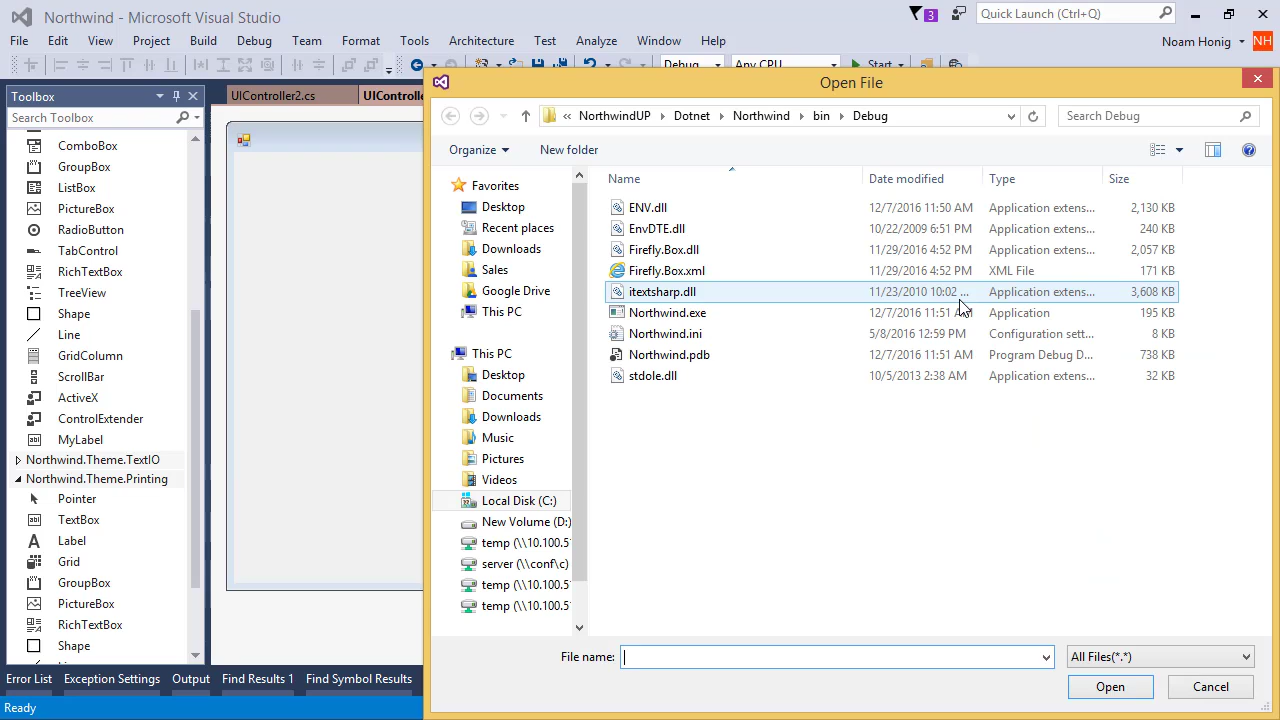 Northwind - Microsoft Visual Studio
3
Quick Launch (Ctrl+Q)
File Edit View Project Build Debug Team Format Tools Architecture Test Analyze Window Help
Noam Honig NH
Debug Any CPU Start
Toolbox
Search Toolbox
ComboBox
GroupBox
ListBox
PictureBox
RadioButton
TabControl
RichTextBox
TreeView
Shape
Line
GridColumn
ScrollBar
ActiveX
ControlExtender
MyLabel
Northwind.Theme.TextIO
Northwind.Theme.Printing
Pointer
TextBox
Label
Grid
GroupBox
PictureBox
RichTextBox
Shape
UIController2.cs UIControlle
Open File
« NorthwindUP Dotnet Northwind bin Debug
Search Debug
Organize New folder
Favorites
Desktop
Recent places
Downloads
Sales
Google Drive
This PC
This PC
Desktop
Documents
Downloads
Music
Pictures
Videos
Local Disk (C:)
New Volume (D:)
temp (\\10.100.5
server (\\conf\c)
temp (\\10.100.5
temp (\\10.100.5
Name Date modified Type Size
ENV.dll 12/7/2016 11:50 AM Application extens... 2,130 KB
EnvDTE.dll 10/22/2009 6:51 PM Application extens... 240 KB
Firefly.Box.dll 11/29/2016 4:52 PM Application extens... 2,057 KB
Firefly.Box.xml 11/29/2016 4:52 PM XML File 171 KB
itextsharp.dll 11/23/2010 10:02 ... Application extens... 3,608 KB
Northwind.exe 12/7/2016 11:51 AM Application 195 KB
Northwind.ini 5/8/2016 12:59 PM Configuration sett... 8 KB
Northwind.pdb 12/7/2016 11:51 AM Program Debug D... 738 KB
stdole.dll 10/5/2013 2:38 AM Application extens... 32 KB
File name: All Files(*.*)
Open Cancel
Error List Exception Settings Output Find Results 1 Find Symbol Results
Ready